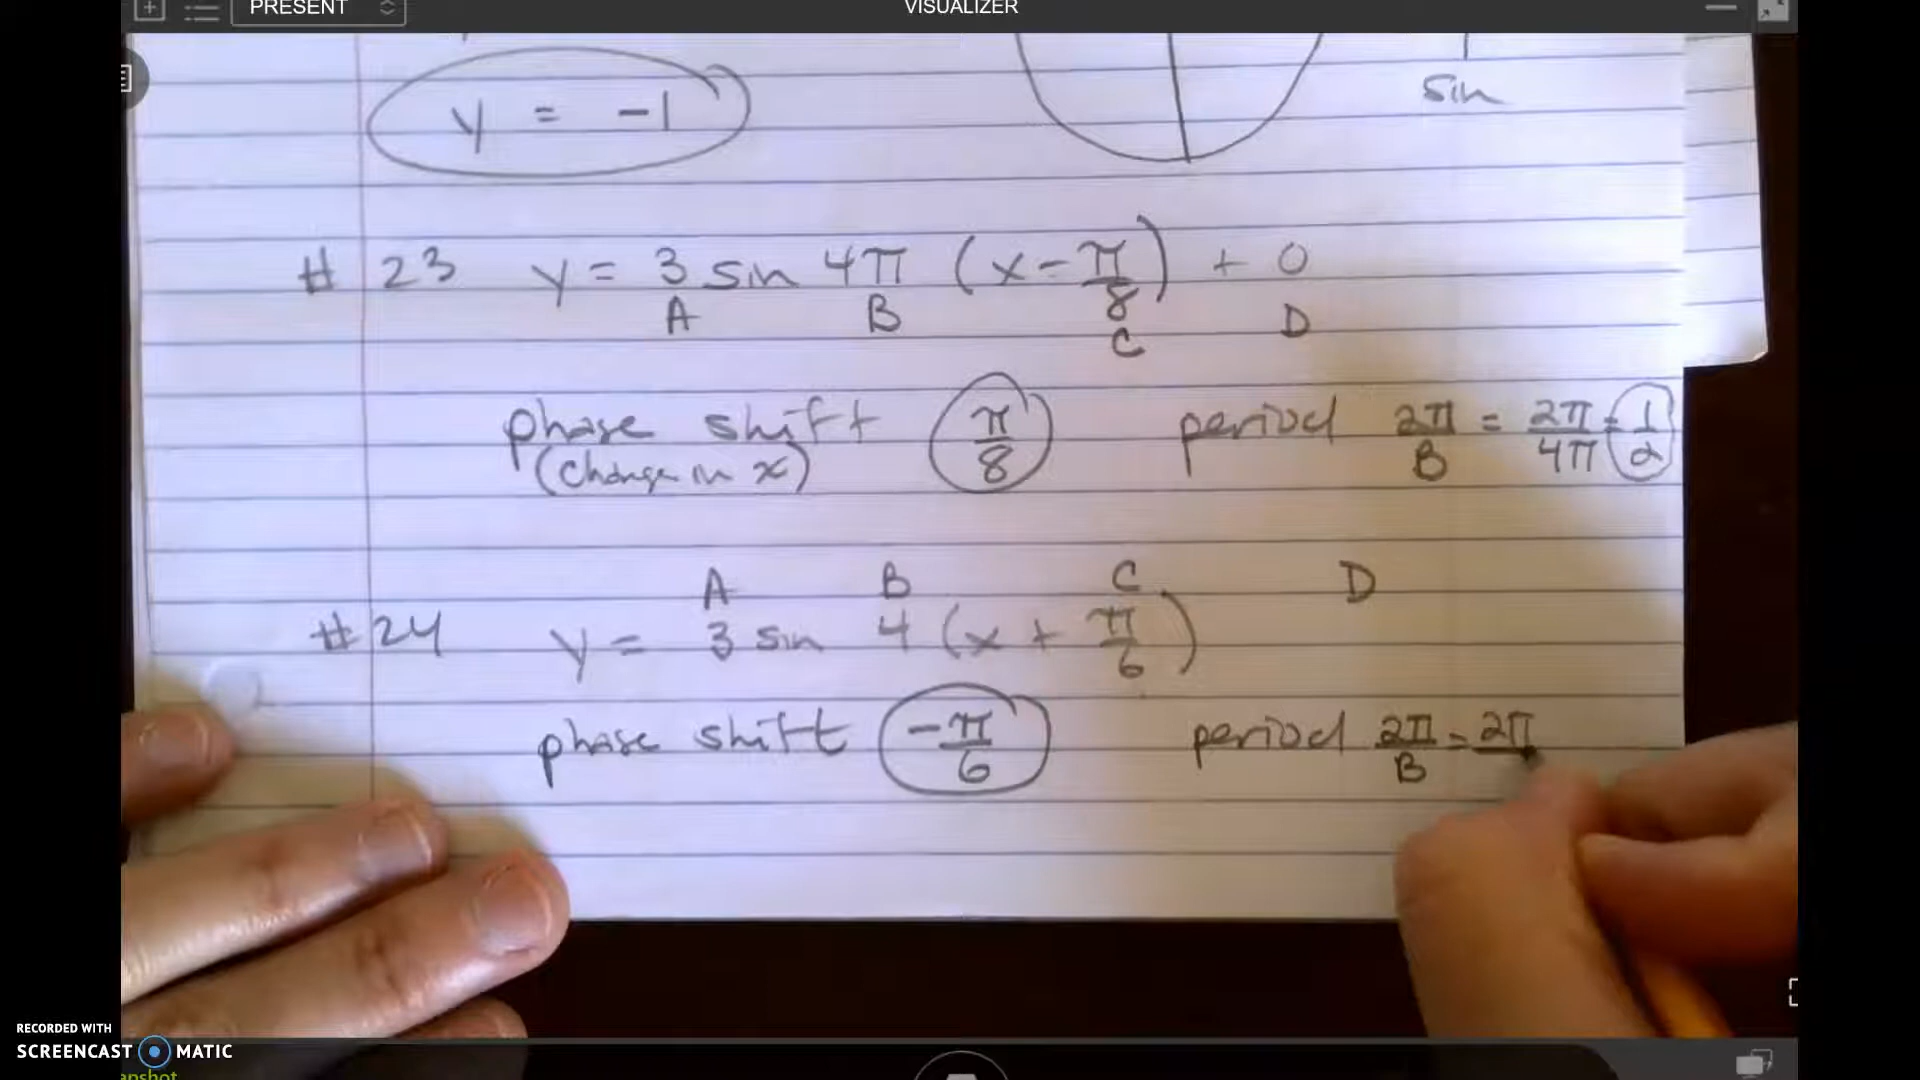 PRESENT
VISUALIZER
y = -1
sin
# 23 y = 3 sin 4π (x - π/8) + 0
A B C D
phase shift π/8 period 2π/B = 2π/4π = 1/2
(change in x)
A B C D
#24 y = 3 sin 4 (x + π/6)
phase shift -π/6 period 2π/B = 2π
RECORDED WITH
SCREENCAST MATIC
apshot